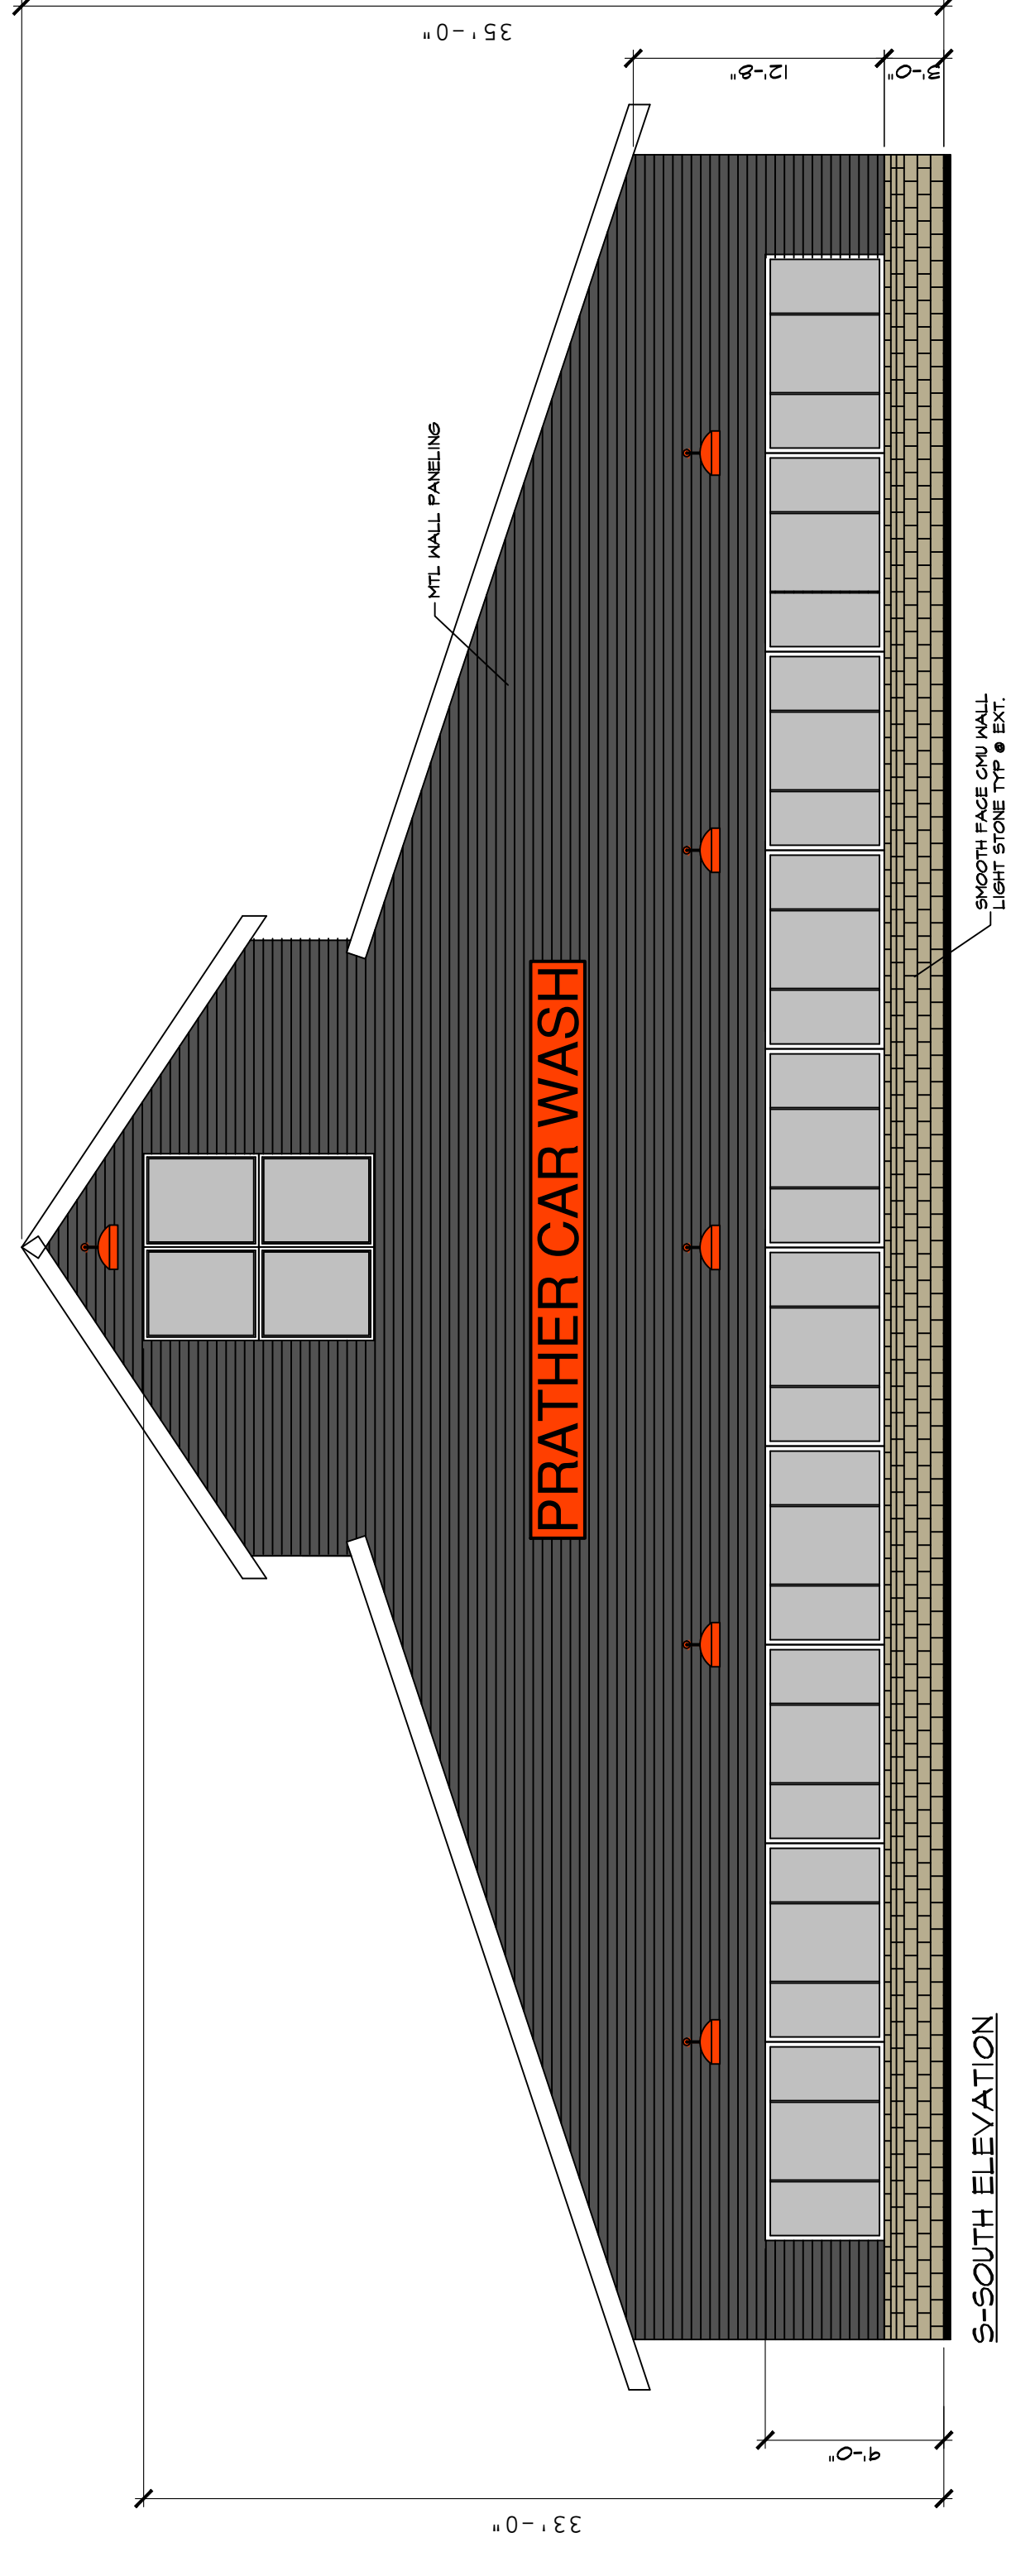 35'-0"
12'-8"
3'-0"
MTL WALL PANELING
PRATHER CAR WASH
SMOOTH FACE CMU WALL
LIGHT STONE TYP @ EXT.
9'-0"
33'-0"
S-SOUTH ELEVATION